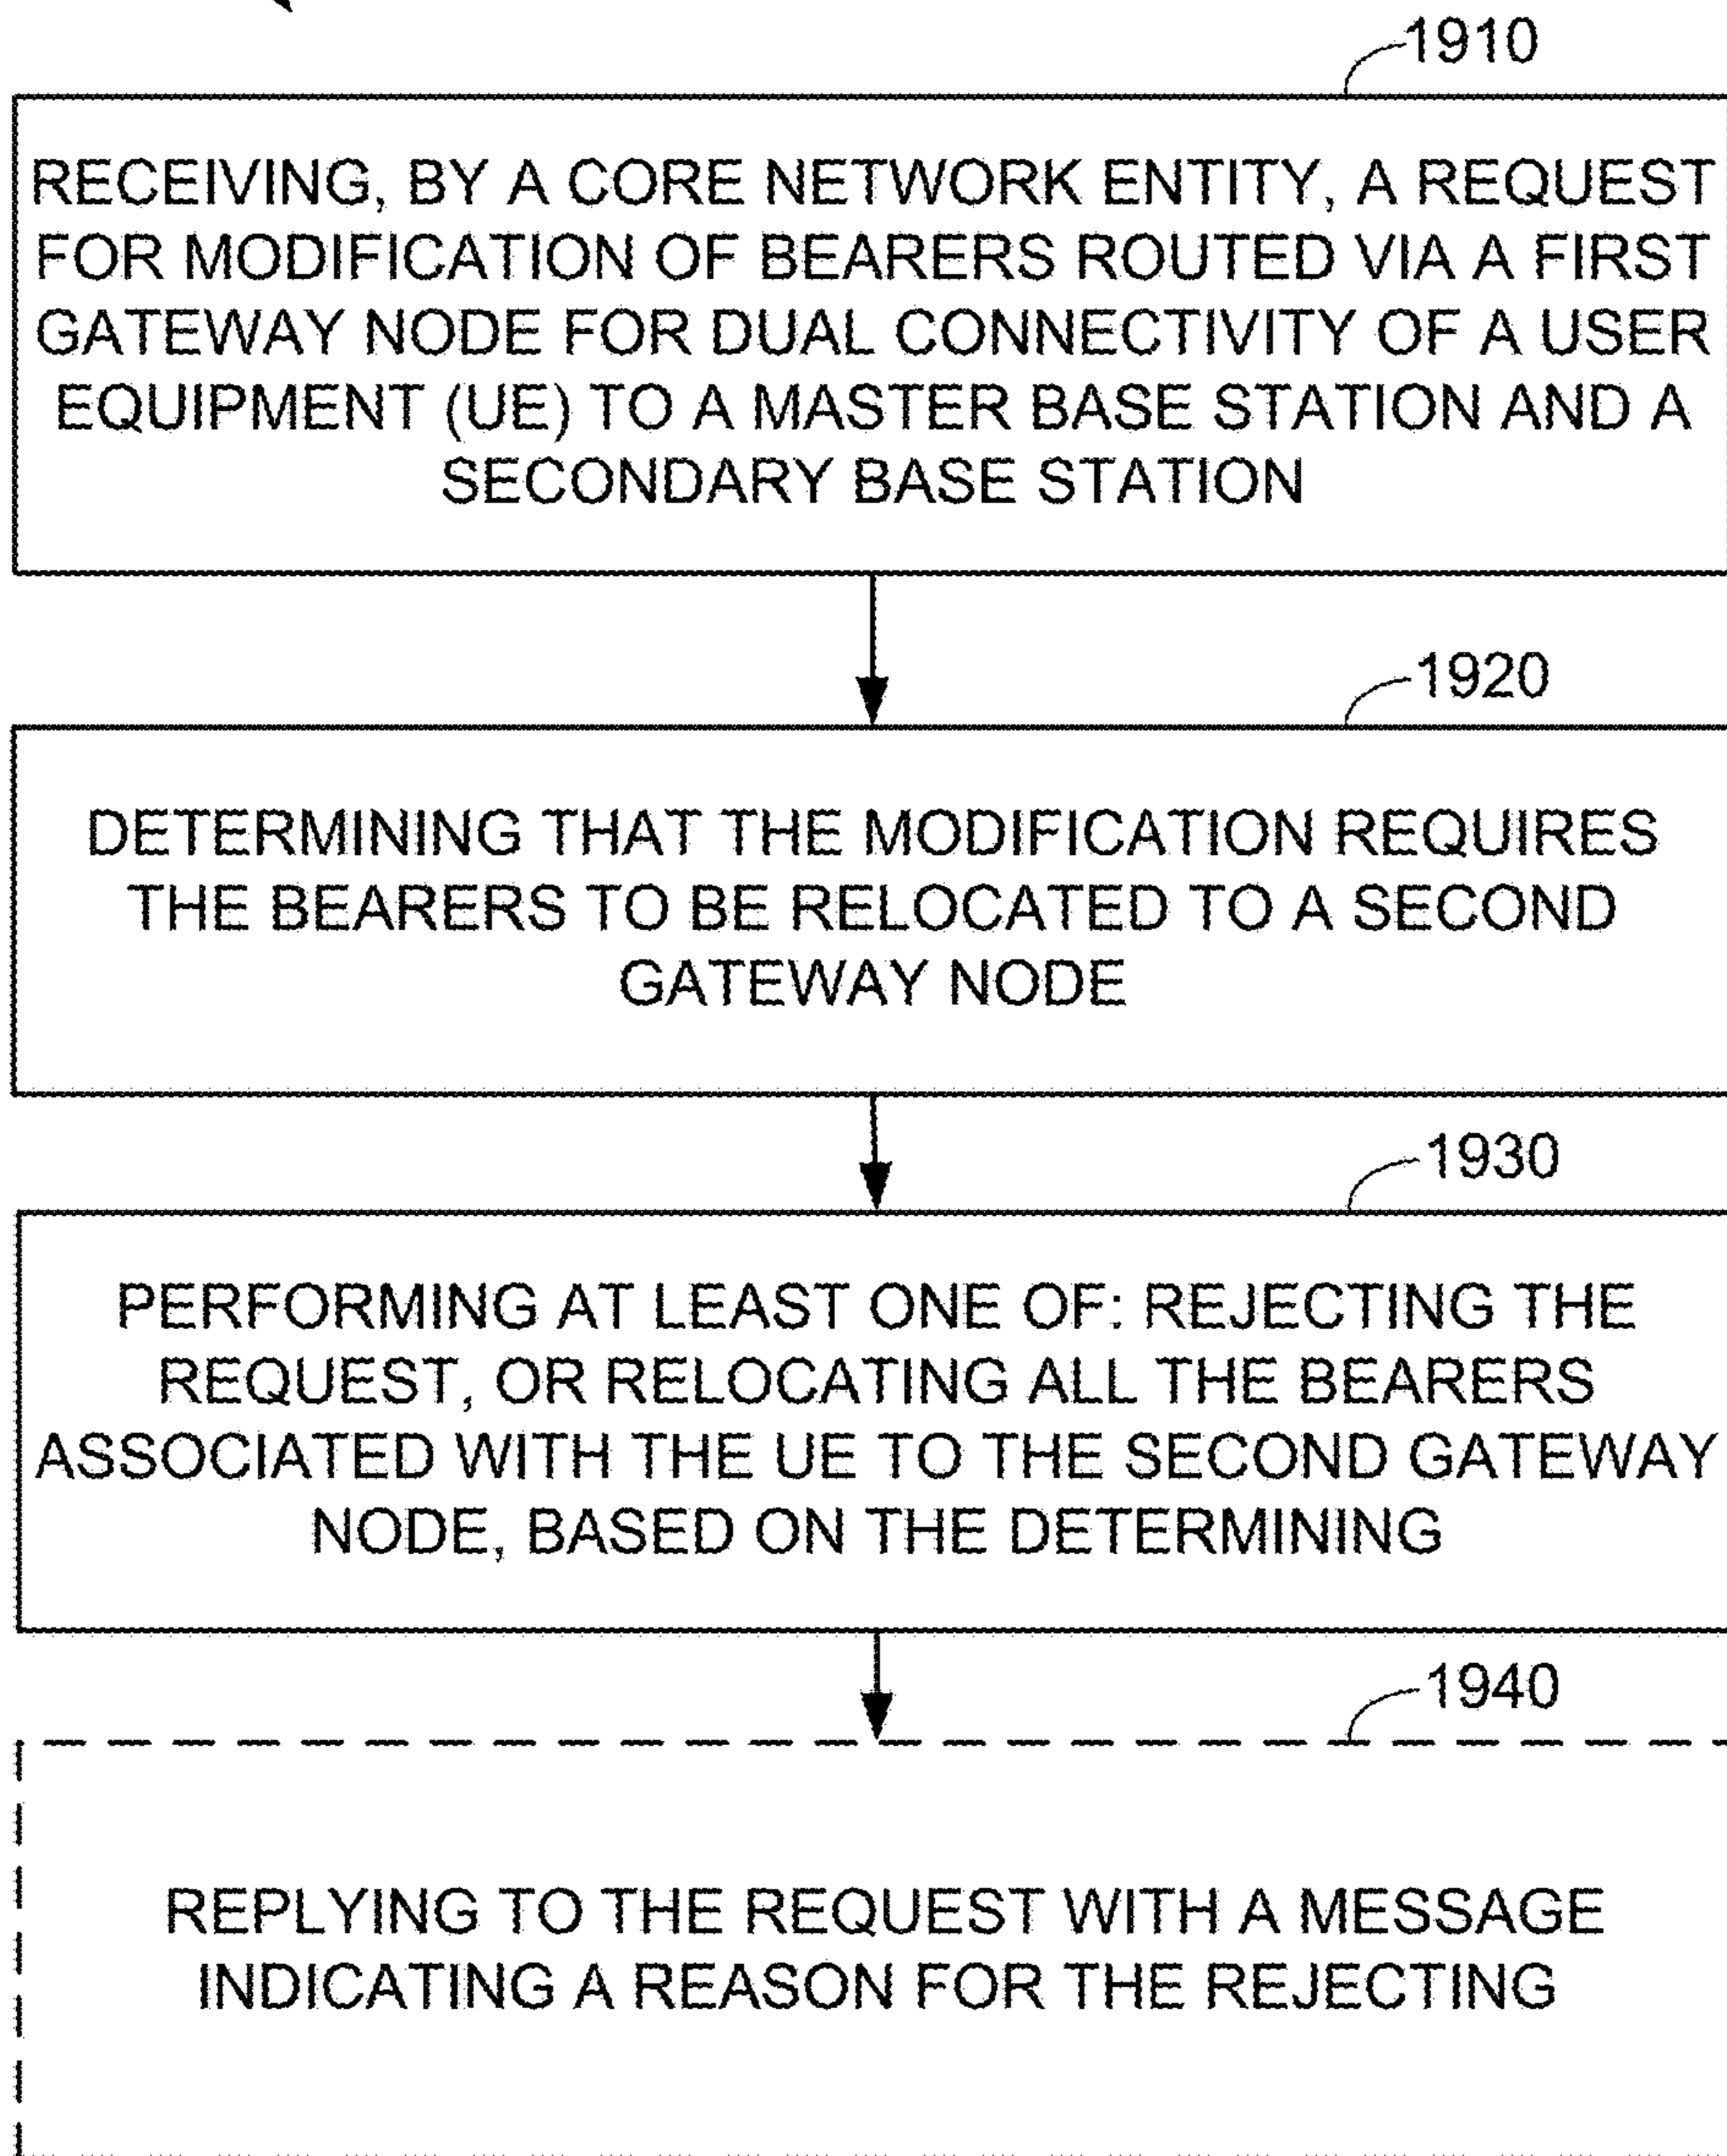 1910
RECEIVING, BY A CORE NETWORK ENTITY, A REQUEST
FOR MODIFICATION OF BEARERS ROUTED VIA A FIRST
GATEWAY NODE FOR DUAL CONNECTIVITY OF A USER
EQUIPMENT (UE) TO A MASTER BASE STATION AND A
SECONDARY BASE STATION
1920
DETERMINING THAT THE MODIFICATION REQUIRES
THE BEARERS TO BE RELOCATED TO A SECOND
GATEWAY NODE
1930
PERFORMING AT LEAST ONE OF: REJECTING THE
REQUEST, OR RELOCATING ALL THE BEARERS
ASSOCIATED WITH THE UE TO THE SECOND GATEWAY
NODE, BASED ON THE DETERMINING
1940
REPLYING TO THE REQUEST WITH A MESSAGE
INDICATING A REASON FOR THE REJECTING